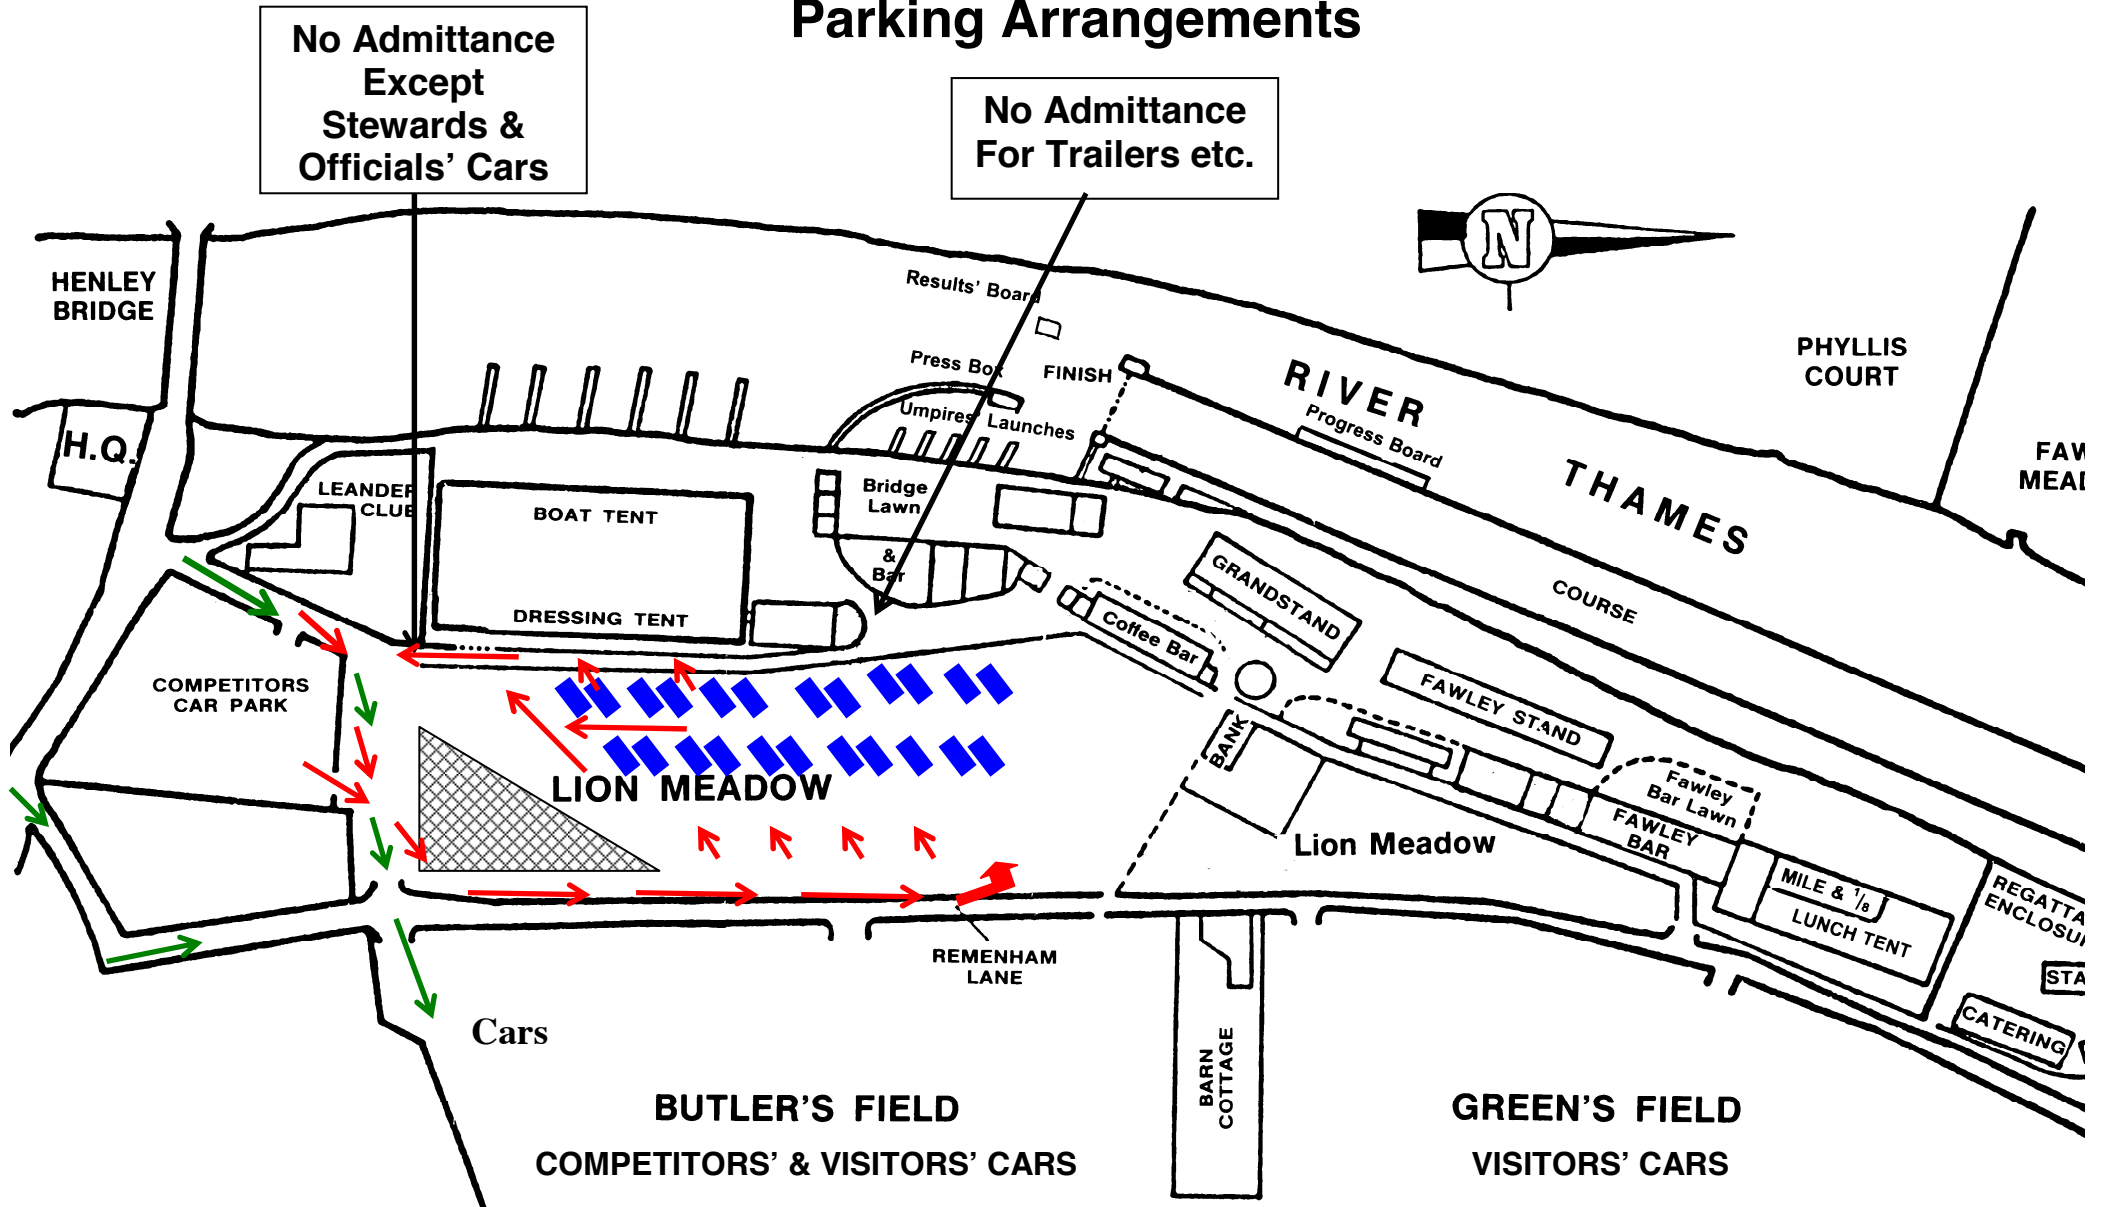 Parking Arrangements
No Admittance
Except
Stewards &
Officials’ Cars
No Admittance
For Trailers etc.
N
HENLEY
BRIDGE
Results’ Board
PHYLLIS
COURT
Press Box
FINISH
RIVER
THAMES
Umpires’ Launches
Progress Board
H.Q.
FAW
MEAD
LEANDER
CLUB
BOAT TENT
DRESSING TENT
Bridge
Lawn
&
Bar
GRANDSTAND
COURSE
Coffee Bar
COMPETITORS
CAR PARK
FAWLEY STAND
BANK
LION MEADOW
Lion Meadow
Fawley
Bar Lawn
FAWLEY
BAR
MILE & 1/8
LUNCH TENT
REGATTA
ENCLOSU
STA
CATERING
REMENHAM
LANE
Cars
BARN
COTTAGE
BUTLER’S FIELD
COMPETITORS’ & VISITORS’ CARS
GREEN’S FIELD
VISITORS’ CARS